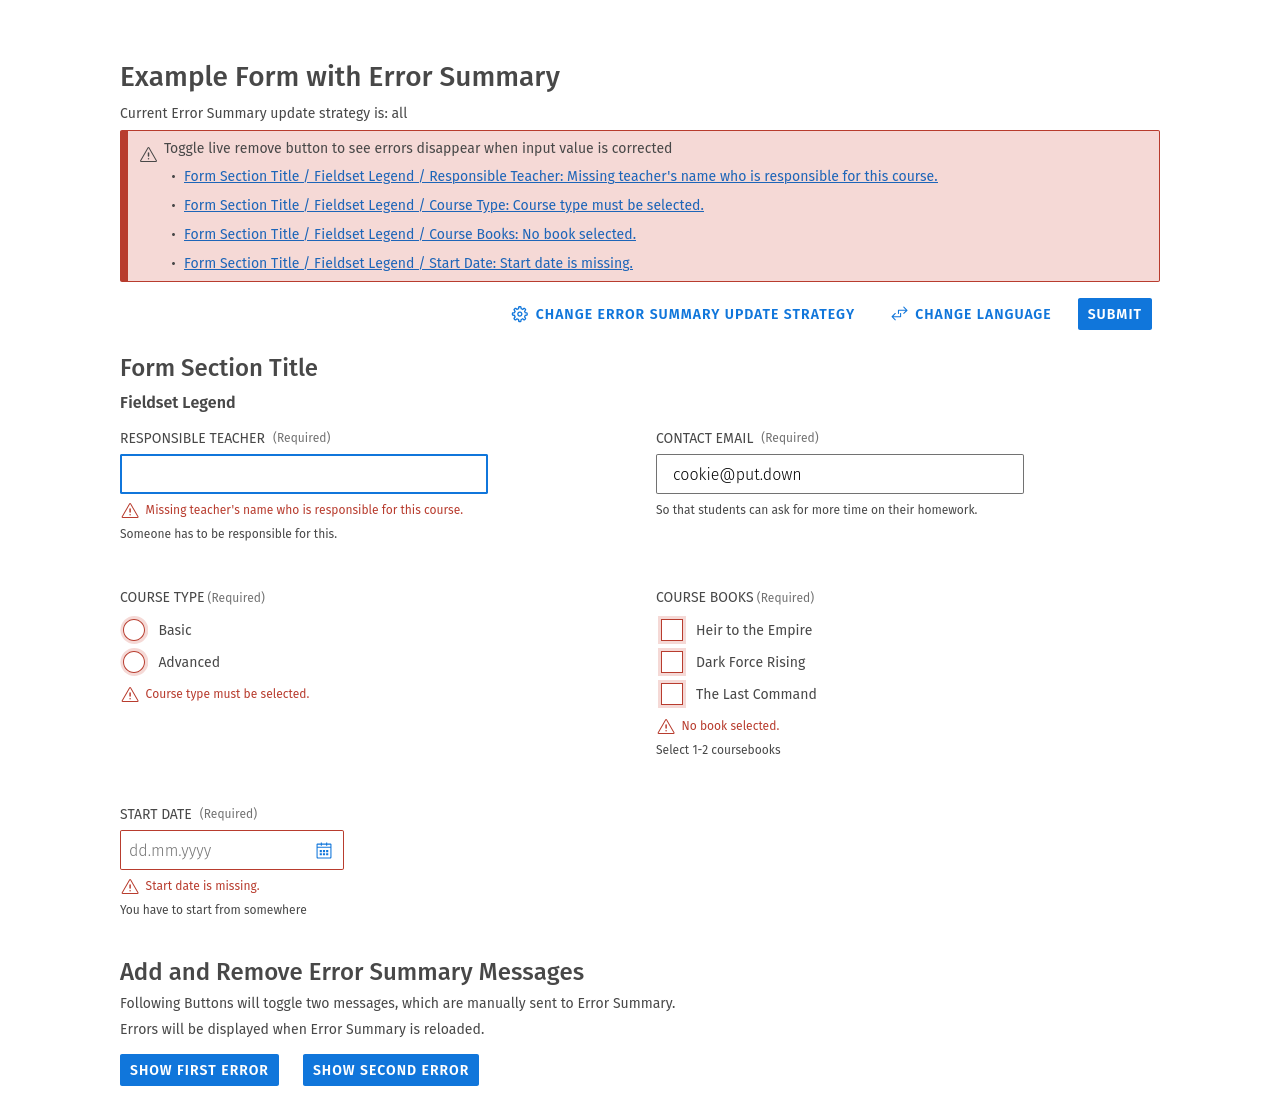 Example Form with Error Summary
Current Error Summary update strategy is: all
Toggle live remove button to see errors disappear when input value is corrected
• Form Section Title / Fieldset Legend / Responsible Teacher: Missing teacher's name who is responsible for this course.
• Form Section Title / Fieldset Legend / Course Type: Course type must be selected.
• Form Section Title / Fieldset Legend / Course Books: No book selected.
• Form Section Title / Fieldset Legend / Start Date: Start date is missing.
CHANGE ERROR SUMMARY UPDATE STRATEGY CHANGE LANGUAGE SUBMIT
Form Section Title
Fieldset Legend
RESPONSIBLE TEACHER (Required)
Missing teacher's name who is responsible for this course.
Someone has to be responsible for this.
CONTACT EMAIL (Required)
cookie@put.down
So that students can ask for more time on their homework.
COURSE TYPE (Required)
Basic
Advanced
Course type must be selected.
COURSE BOOKS (Required)
Heir to the Empire
Dark Force Rising
The Last Command
No book selected.
Select 1-2 coursebooks
START DATE (Required)
dd.mm.yyyy
Start date is missing.
You have to start from somewhere
Add and Remove Error Summary Messages
Following Buttons will toggle two messages, which are manually sent to Error Summary.
Errors will be displayed when Error Summary is reloaded.
SHOW FIRST ERROR SHOW SECOND ERROR